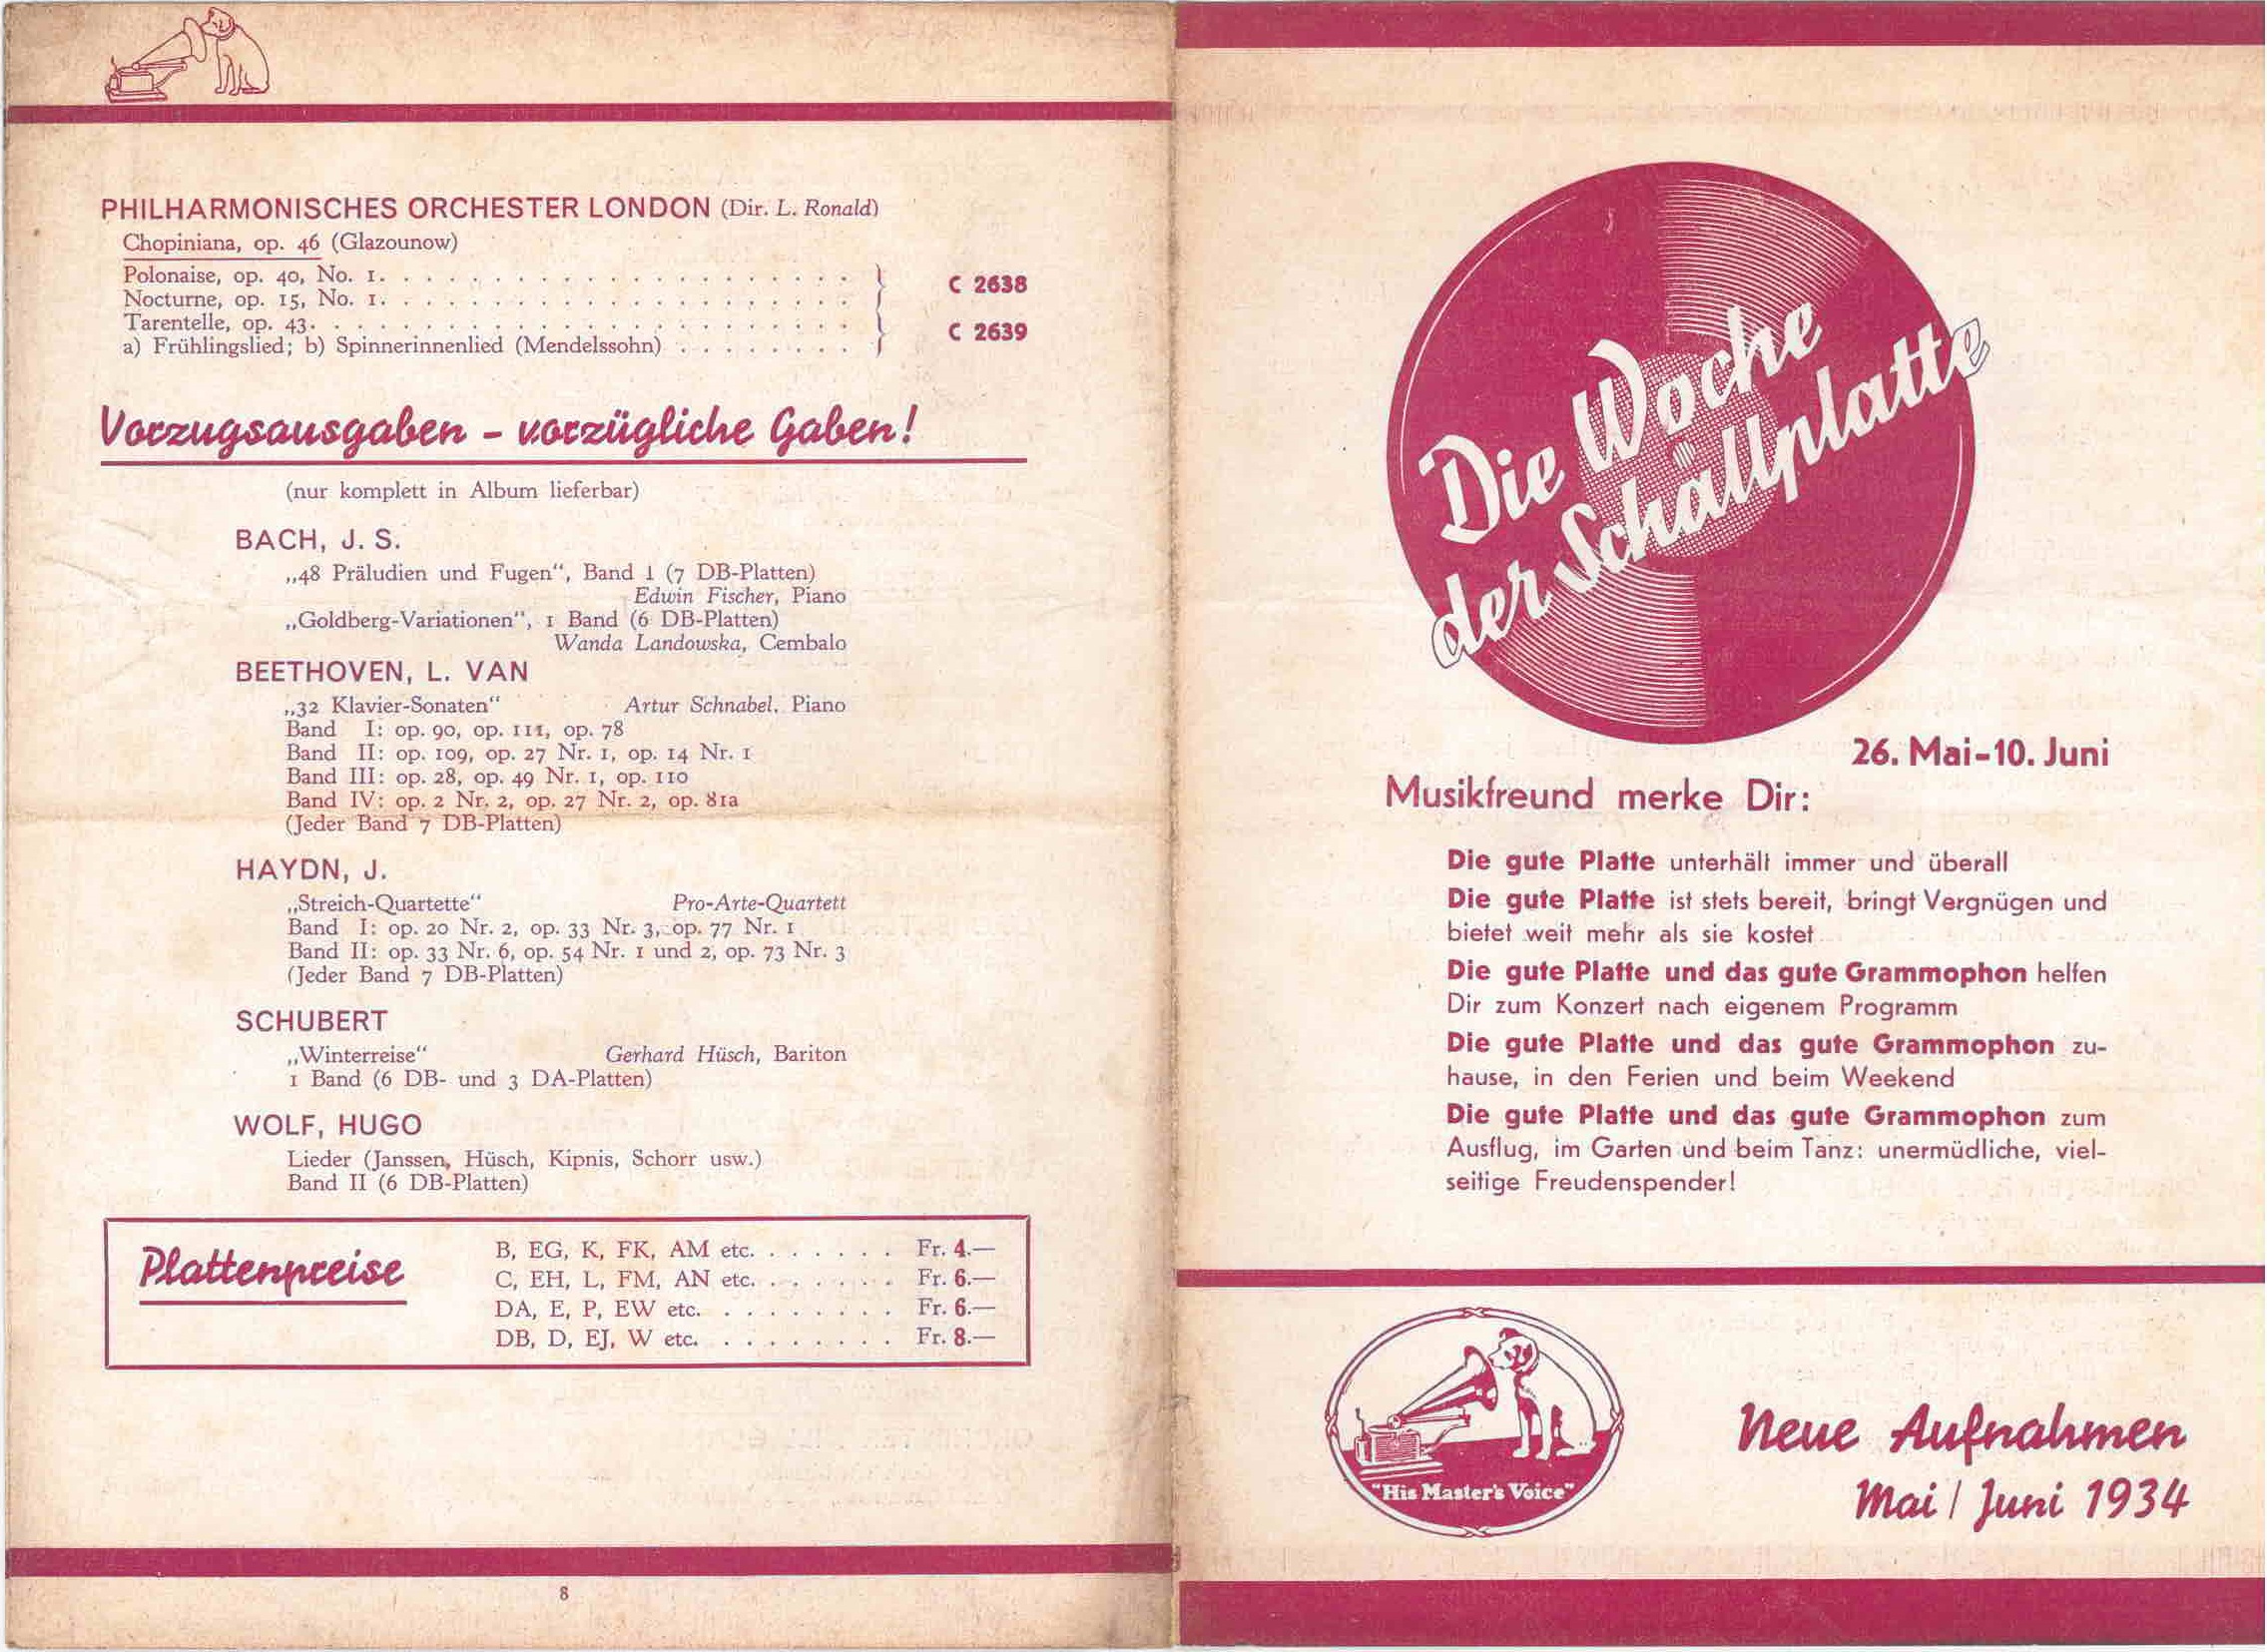 PHILHARMONISCHES ORCHESTER LONDON (Dir. L. Ronald)
Chopiniana, op. 46 (Glazounow)
Polonaise, op. 40, No. 1. . . . . . . . . . . . . . . . . . . . . .
Nocturne, op. 15, No. 1. . . . . . . . . . . . . . . . . . . . . .
C 2638
Tarentelle, op. 43. . . . . . . . . . . . . . . . . . . . . . . .
a) Frühlingslied; b) Spinnerinnenlied (Mendelssohn) . . . . . . . .
C 2639
Vorzugsausgaben - vorzügliche Gaben!
(nur komplett in Album lieferbar)
BACH, J. S.
„48 Präludien und Fugen“, Band 1 (7 DB-Platten)
Edwin Fischer, Piano
„Goldberg-Variationen“, 1 Band (6 DB-Platten)
Wanda Landowska, Cembalo
BEETHOVEN, L. VAN
„32 Klavier-Sonaten“ Artur Schnabel, Piano
Band I: op. 90, op. 111, op. 78
Band II: op. 109, op. 27 Nr. 1, op. 14 Nr. 1
Band III: op. 28, op. 49 Nr. 1, op. 110
Band IV: op. 2 Nr. 2, op. 27 Nr. 2, op. 81a
(Jeder Band 7 DB-Platten)
HAYDN, J.
„Streich-Quartette“ Pro-Arte-Quartett
Band I: op. 20 Nr. 2, op. 33 Nr. 3, op. 77 Nr. 1
Band II: op. 33 Nr. 6, op. 54 Nr. 1 und 2, op. 73 Nr. 3
(Jeder Band 7 DB-Platten)
SCHUBERT
„Winterreise“ Gerhard Hüsch, Bariton
1 Band (6 DB- und 3 DA-Platten)
WOLF, HUGO
Lieder (Janssen, Hüsch, Kipnis, Schorr usw.)
Band II (6 DB-Platten)
Plattenpreise
B, EG, K, FK, AM etc. . . . . . . Fr. 4.—
C, EH, L, FM, AN etc. . . . . . . Fr. 6.—
DA, E, P, EW etc. . . . . . . . . Fr. 6.—
DB, D, EJ, W etc. . . . . . . . . Fr. 8.—
8
Die Woche
der Schallplatte
26. Mai-10. Juni
Musikfreund merke Dir:
Die gute Platte unterhält immer und überall
Die gute Platte ist stets bereit, bringt Vergnügen und
bietet weit mehr als sie kostet
Die gute Platte und das gute Grammophon helfen
Dir zum Konzert nach eigenem Programm
Die gute Platte und das gute Grammophon zu-
hause, in den Ferien und beim Weekend
Die gute Platte und das gute Grammophon zum
Ausflug, im Garten und beim Tanz: unermüdliche, viel-
seitige Freudenspender!
"His Master's Voice"
Neue Aufnahmen
Mai / Juni 1934